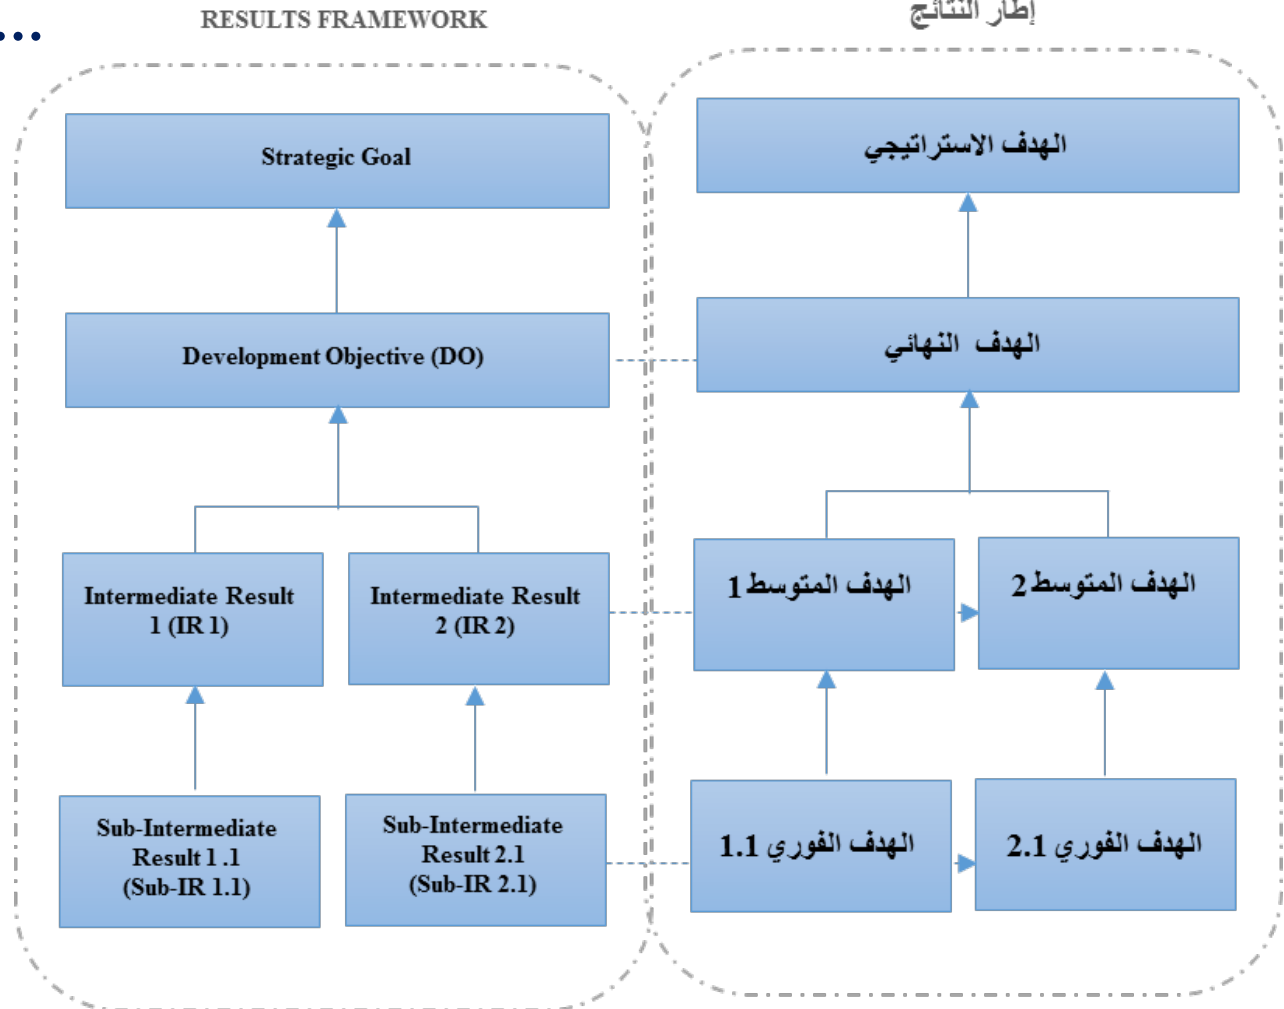 ...
RESULTS FRAMEWORK
Strategic Goal
Development Objective (DO)
Intermediate Result
1 (IR 1)
Intermediate Result
2 (IR 2)
Sub-Intermediate
Result 1 .1
(Sub-IR 1.1)
Sub-Intermediate
Result 2.1
(Sub-IR 2.1)
إطار النتائج
الهدف الاستراتيجي
الهدف النهائي
الهدف المتوسط 1
الهدف المتوسط 2
الهدف الفوري 1.1
الهدف الفوري 2.1